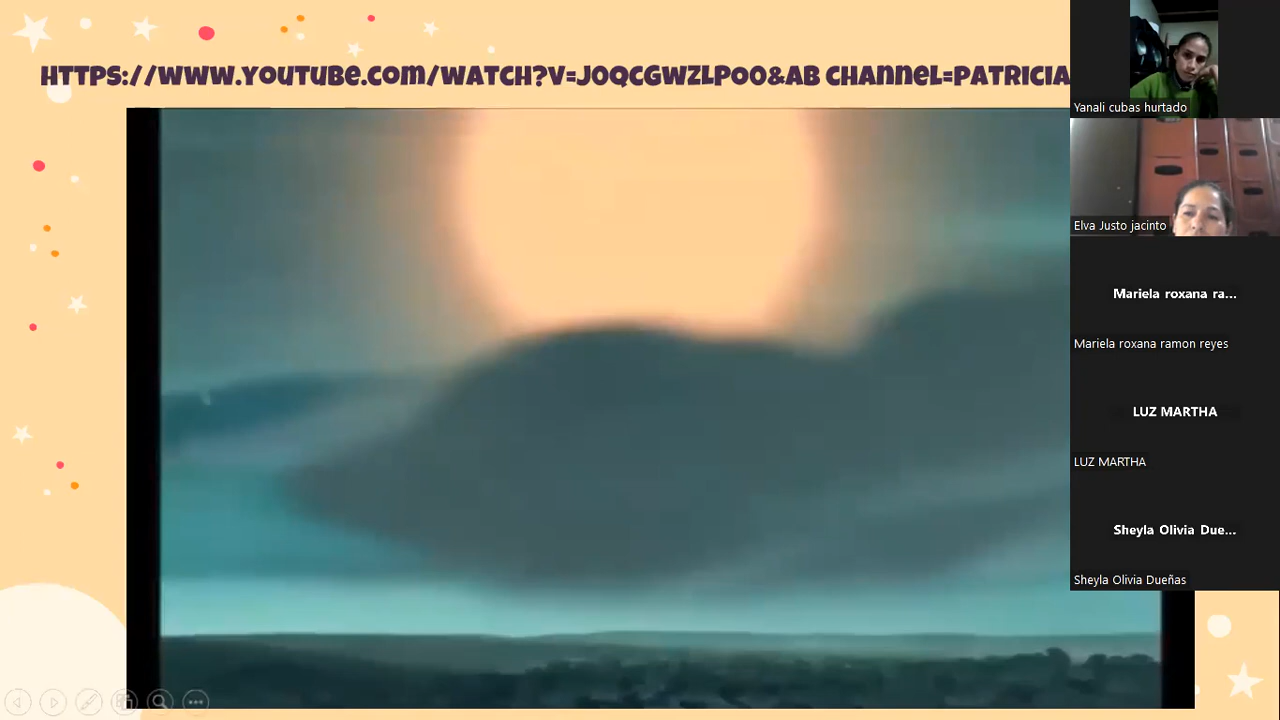 HTTPS://WWW.YOUTUBE.COM/WATCH?V=J0QCGWZLPO0&AB CHANNEL=PATRICIA
Yanali cubas hurtado
Elva Justo jacinto
Mariela roxana ra...
Mariela roxana ramon reyes
LUZ MARTHA
LUZ MARTHA
Sheyla Olivia Due...
Sheyla Olivia Dueñas